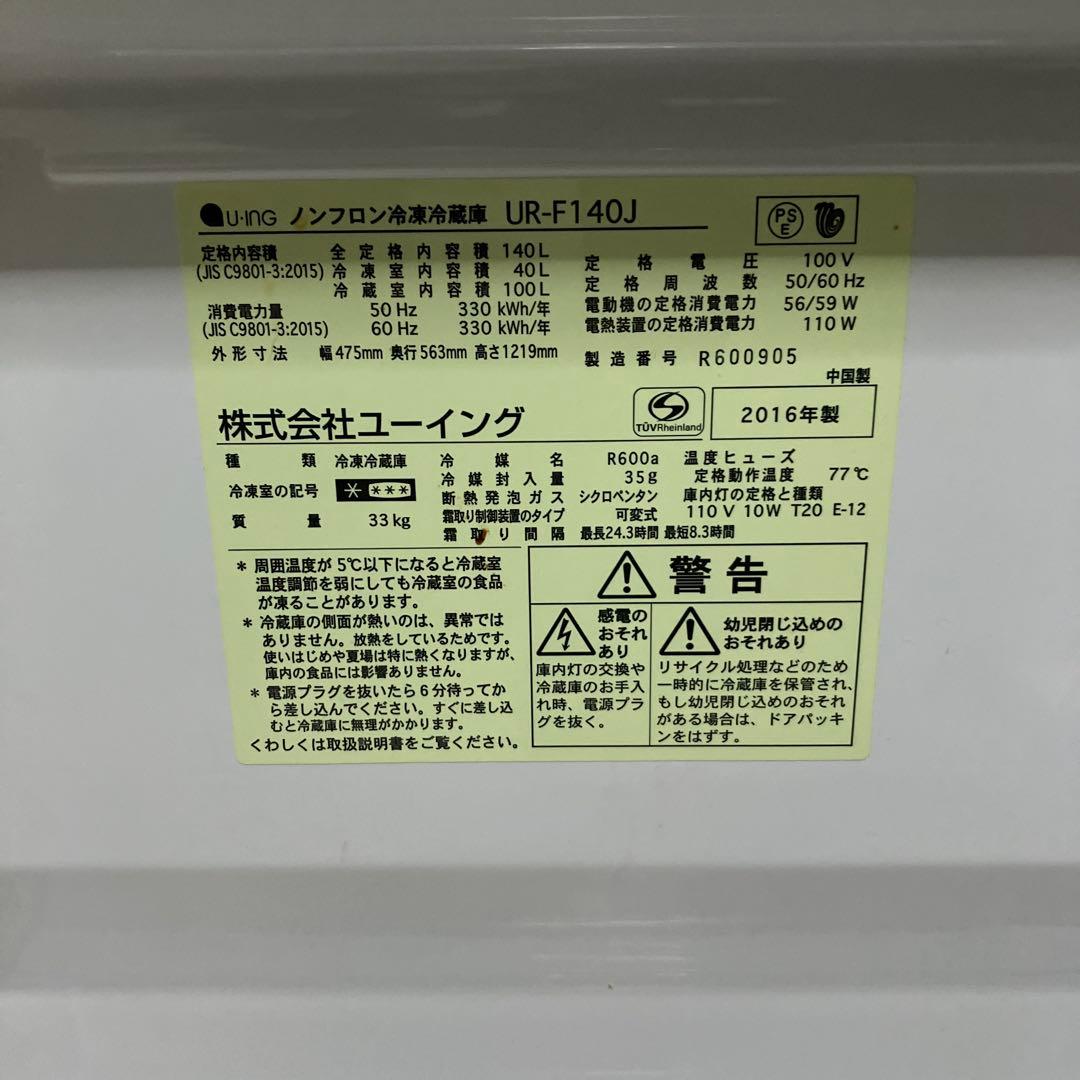 U·ING ノンフロン冷凍冷蔵庫 UR-F140J
PS E
定格内容積 全定格内容積 140L
(JIS C9801-3:2015) 冷凍室内容積 40L
冷蔵室内容積 100L
消費電力量 50Hz 330 kWh/年
(JIS C9801-3:2015) 60Hz 330 kWh/年
外形寸法 幅475mm 奥行563mm 高さ1219mm
定格電圧 100V
定格周波数 50/60Hz
電動機の定格消費電力 56/59W
電熱装置の定格消費電力 110W
製造番号 R600905
中国製
株式会社ユーイング
TÜVRheinland
2016年製
種類 冷凍冷蔵庫
冷凍室の記号 * ***
質量 33kg
冷媒名 R600a
冷媒封入量 35g
断熱発泡ガス シクロペンタン
霜取り制御装置のタイプ 可変式
霜取り間隔 最長24.3時間 最短8.3時間
温度ヒューズ
定格動作温度 77℃
庫内灯の定格と種類
110V 10W T20 E-12
* 周囲温度が5℃以下になると冷蔵室
温度調節を弱にしても冷蔵室の食品
が凍ることがあります。
* 冷蔵庫の側面が熱いのは、異常では
ありません。放熱をしているためです。
使いはじめや夏場は特に熱くなりますが、
庫内の食品には影響ありません。
* 電源プラグを抜いたら6分待ってか
ら差し込んでください。すぐに差し込
むと冷蔵庫に無理がかかります。
くわしくは取扱説明書をご覧ください。
警告
感電の
おそれ
あり
庫内灯の交換や
冷蔵庫のお手入
れ時、電源プラ
グを抜く。
幼児閉じ込めの
おそれあり
リサイクル処理などのため
一時的に冷蔵庫を保管され、
もし幼児閉じ込めのおそれ
がある場合は、ドアパッキ
ンをはずす。